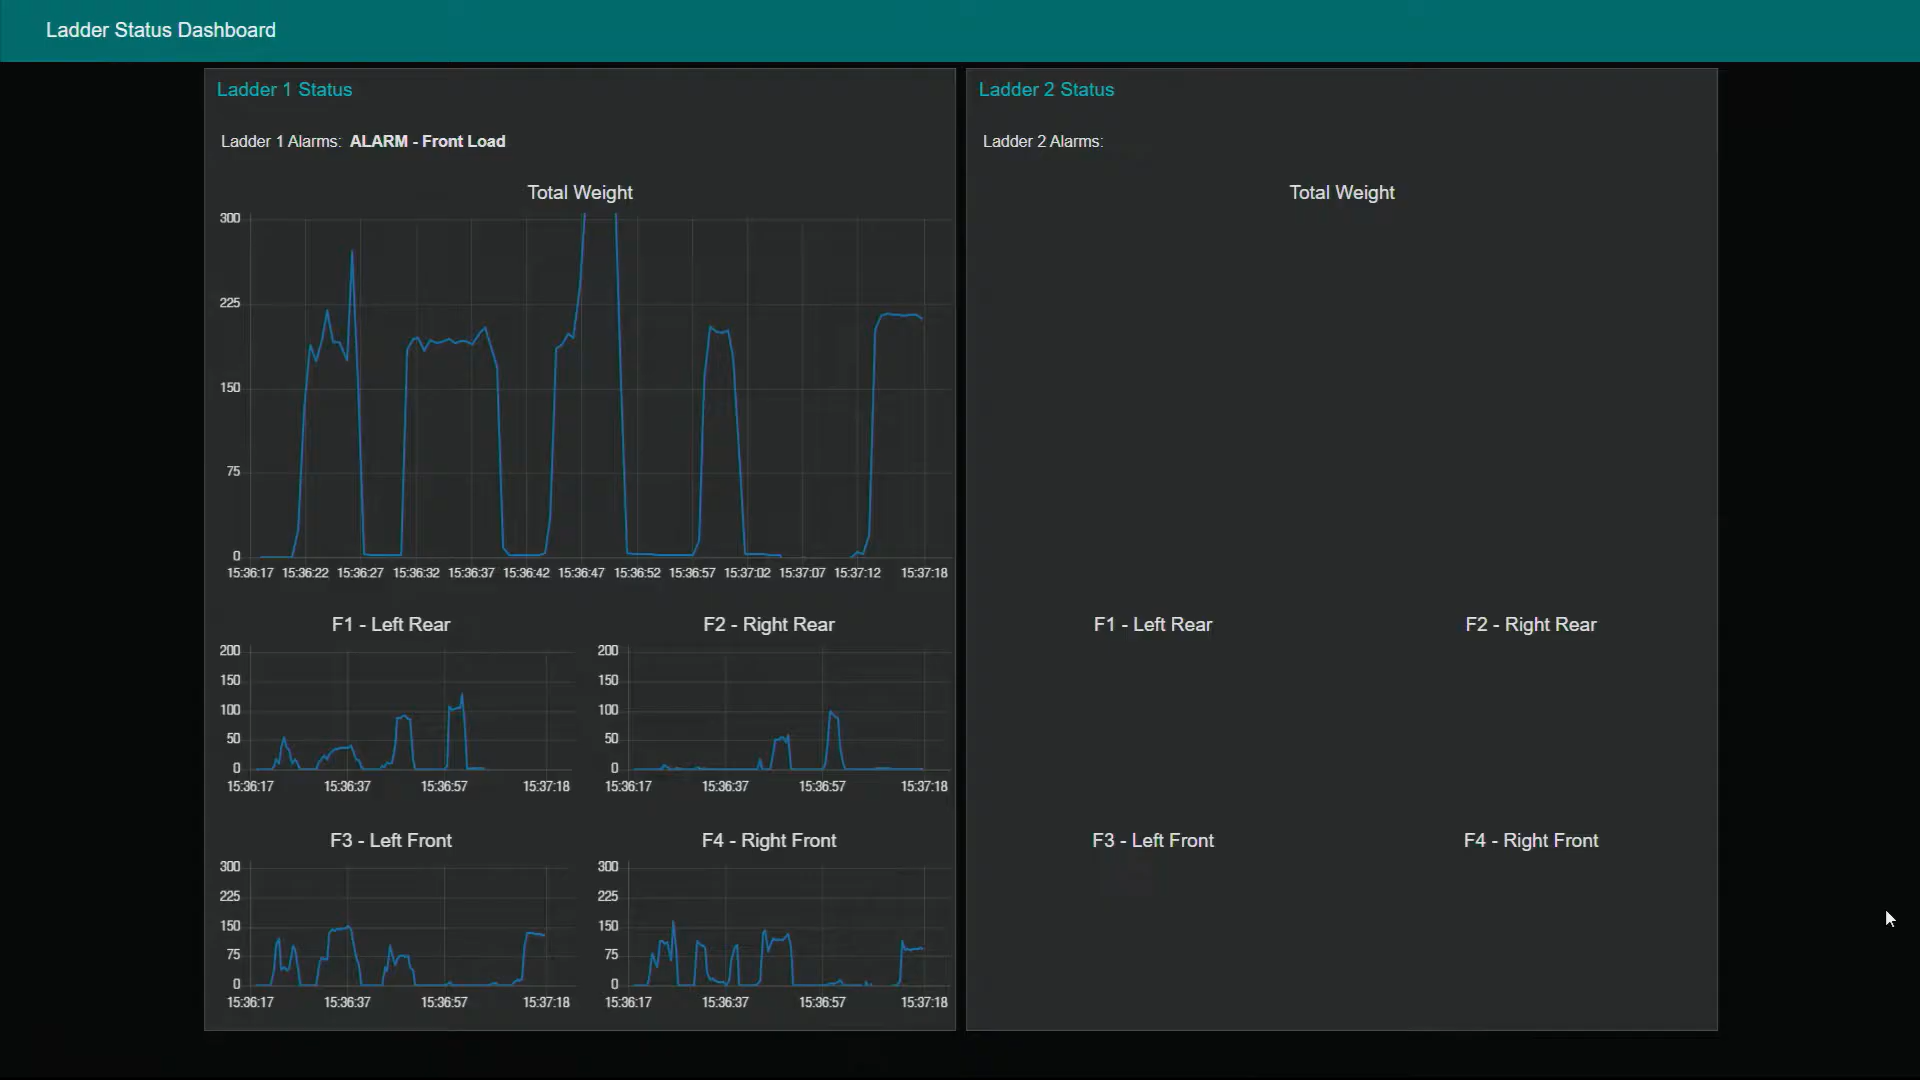 Ladder Status Dashboard
Ladder 1 Status
Ladder 1 Alarms: ALARM - Front Load
Total Weight
300
225
150
75
0
15:36:17 15:36:22 15:36:27 15:36:32 15:36:37 15:36:42 15:36:47 15:36:52 15:36:57 15:37:02 15:37:07 15:37:12 15:37:18
F1 - Left Rear
200
150
100
50
0
15:36:17 15:36:37 15:36:57 15:37:18
F2 - Right Rear
200
150
100
50
0
15:36:17 15:36:37 15:36:57 15:37:18
F3 - Left Front
300
225
150
75
0
15:36:17 15:36:37 15:36:57 15:37:18
F4 - Right Front
300
225
150
75
0
15:36:17 15:36:37 15:36:57 15:37:18
Ladder 2 Status
Ladder 2 Alarms:
Total Weight
F1 - Left Rear
F2 - Right Rear
F3 - Left Front
F4 - Right Front